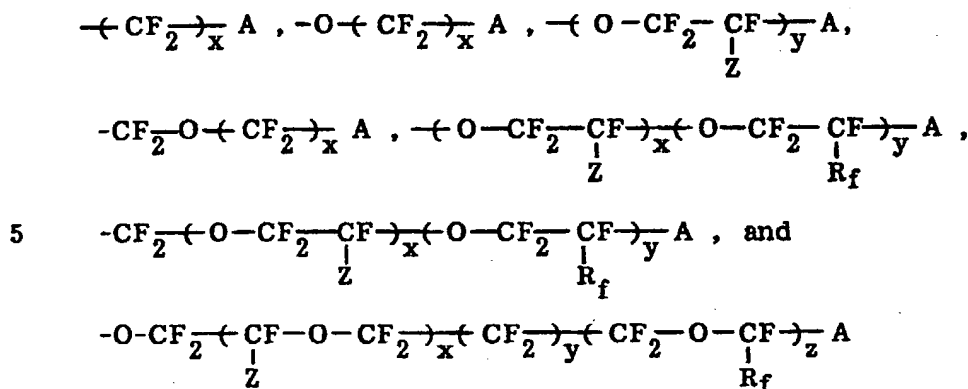 -(CF2)x A , -O-(CF2)x A , -(O-CF2-CF)y A,
Z
-CF2-O-(CF2)x A , -(O-CF2-CF)x(O-CF2-CF)y A ,
Z Rf
5 -CF2-(O-CF2-CF)x(O-CF2-CF)y A , and
Z Rf
-O-CF2-(CF-O-CF2)x(CF2)y(CF2-O-CF)z A
Z Rf